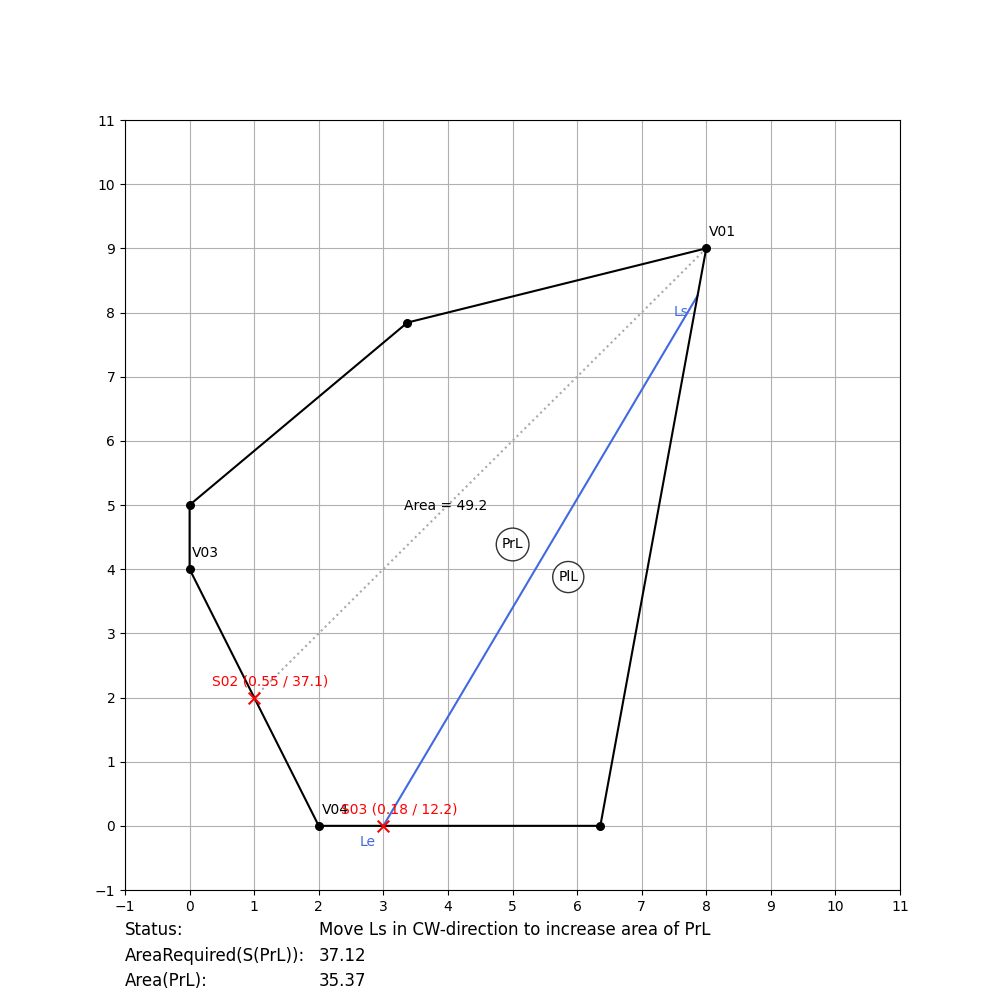 11
10
9
8
7
6
5
4
3
2
1
0
−1
V01
Ls
Area = 49.2
PrL
PlL
V03
S02 (0.55 / 37.1)
V04
S03 (0.18 / 12.2)
Le
−1 0 1 2 3 4 5 6 7 8 9 10 11
Status: Move Ls in CW-direction to increase area of PrL
AreaRequired(S(PrL)): 37.12
Area(PrL): 35.37